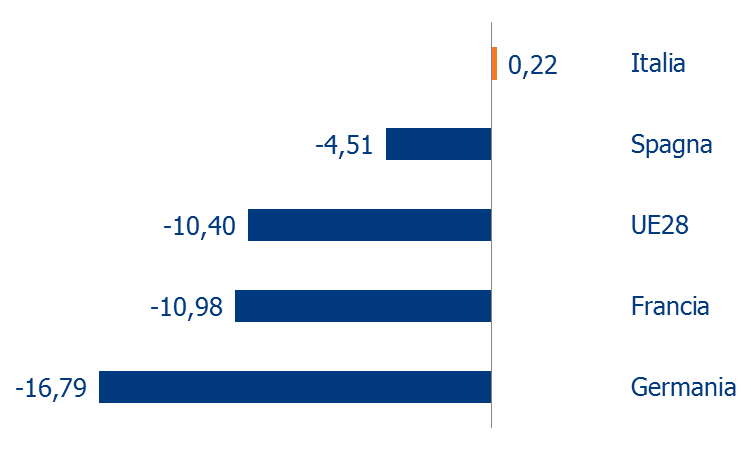 0,22 Italia
-4,51 Spagna
-10,40 UE28
-10,98 Francia
-16,79 Germania